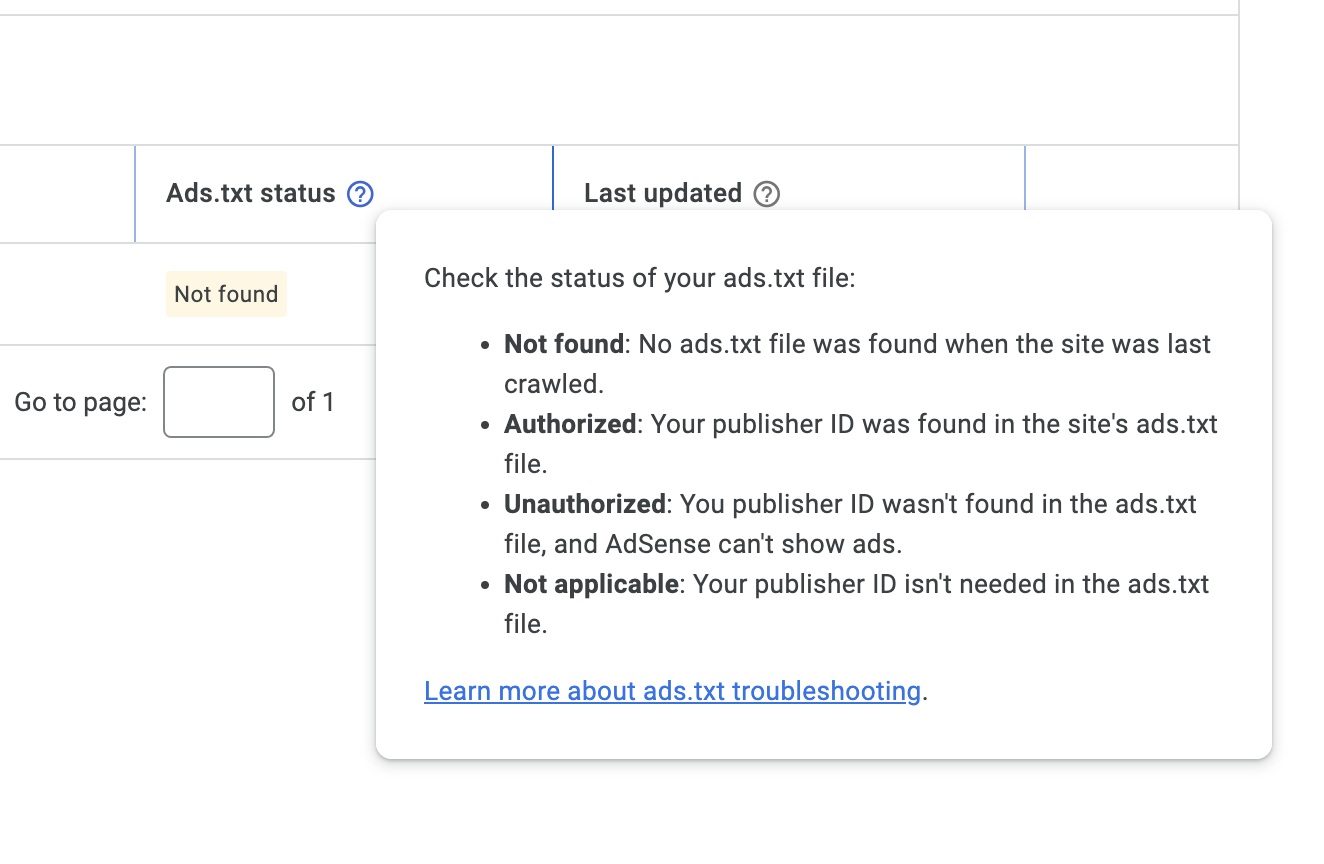 Ads.txt status
Last updated
Not found
Go to page:
of 1
Check the status of your ads.txt file:
• Not found: No ads.txt file was found when the site was last
crawled.
• Authorized: Your publisher ID was found in the site's ads.txt
file.
• Unauthorized: You publisher ID wasn't found in the ads.txt
file, and AdSense can't show ads.
• Not applicable: Your publisher ID isn't needed in the ads.txt
file.
Learn more about ads.txt troubleshooting.